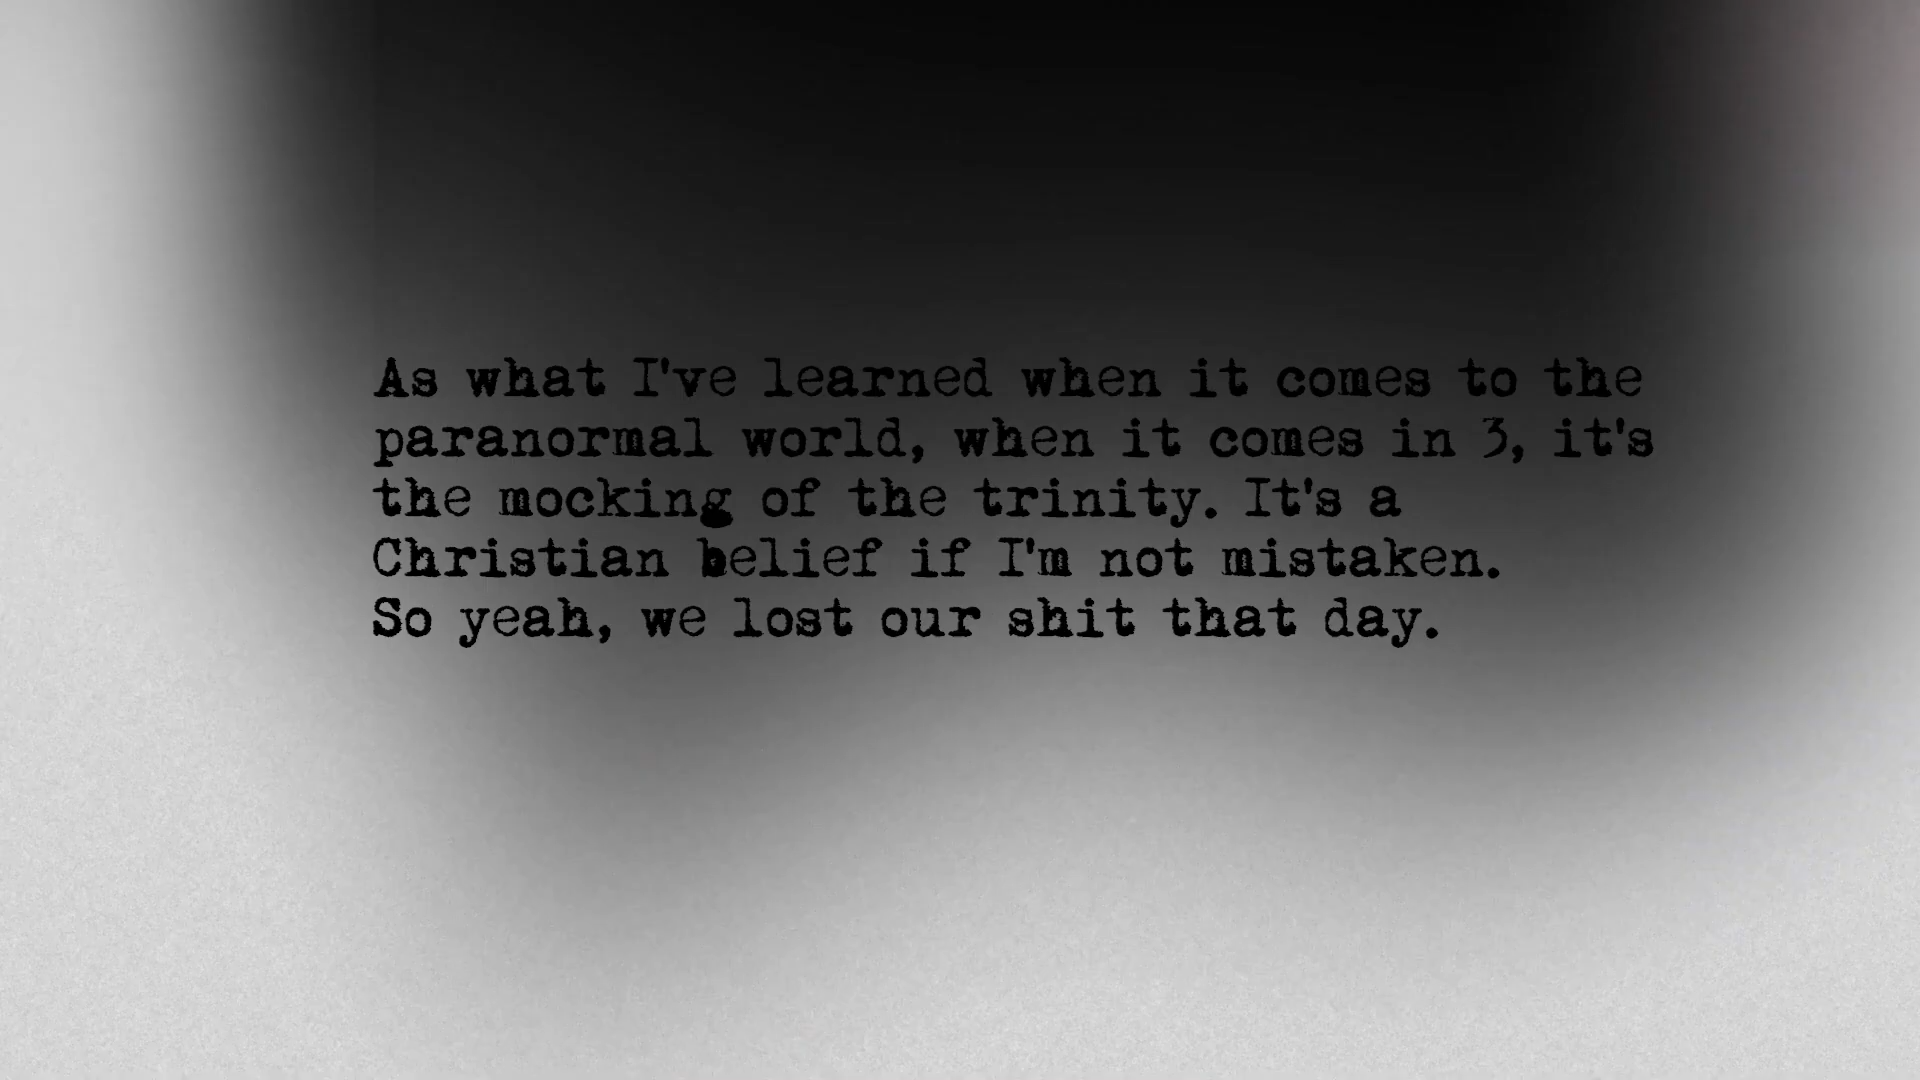 As what I've learned when it comes to the
paranormal world, when it comes in 3, it's
the mocking of the trinity. It's a
Christian belief if I'm not mistaken.
So yeah, we lost our shit that day.